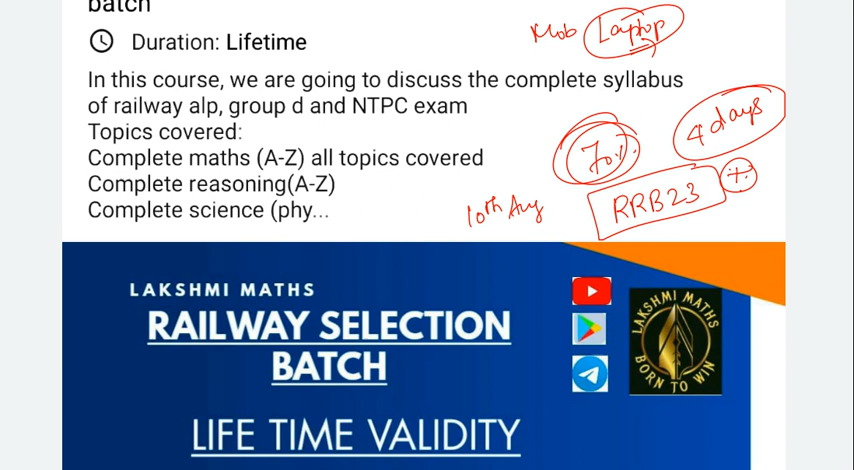 batch
Duration: Lifetime
In this course, we are going to discuss the complete syllabus
of railway alp, group d and NTPC exam
Topics covered:
Complete maths (A-Z) all topics covered
Complete reasoning(A-Z)
Complete science (phy...
Mob Laptop
70%
4 days
10th Aug
RRB23
LAKSHMI MATHS
RAILWAY SELECTION
BATCH
LIFE TIME VALIDITY
LAKSHMI MATHS
BORN TO WIN